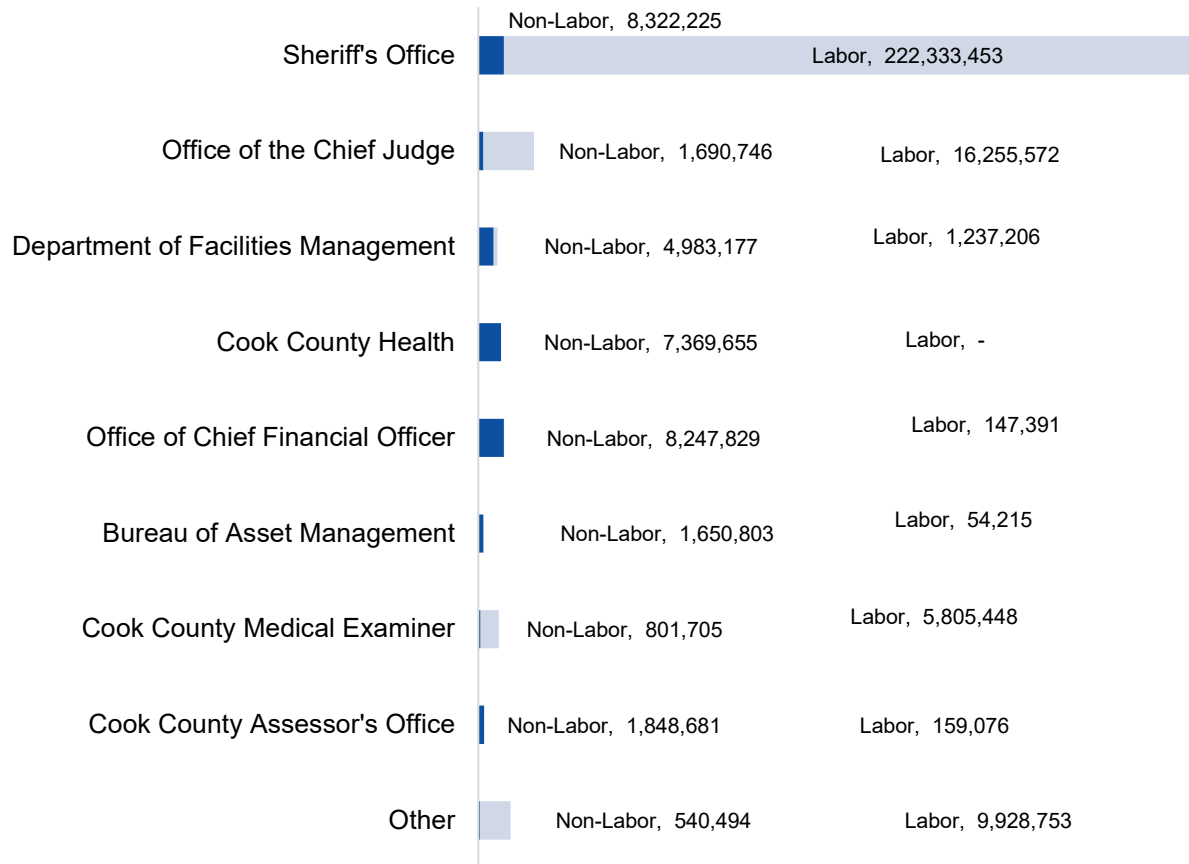 Non-Labor, 8,322,225
Sheriff's Office Labor, 222,333,453
Office of the Chief Judge Non-Labor, 1,690,746 Labor, 16,255,572
Department of Facilities Management Non-Labor, 4,983,177 Labor, 1,237,206
Cook County Health Non-Labor, 7,369,655 Labor, -
Office of Chief Financial Officer Non-Labor, 8,247,829 Labor, 147,391
Bureau of Asset Management Non-Labor, 1,650,803 Labor, 54,215
Cook County Medical Examiner Non-Labor, 801,705 Labor, 5,805,448
Cook County Assessor's Office Non-Labor, 1,848,681 Labor, 159,076
Other Non-Labor, 540,494 Labor, 9,928,753